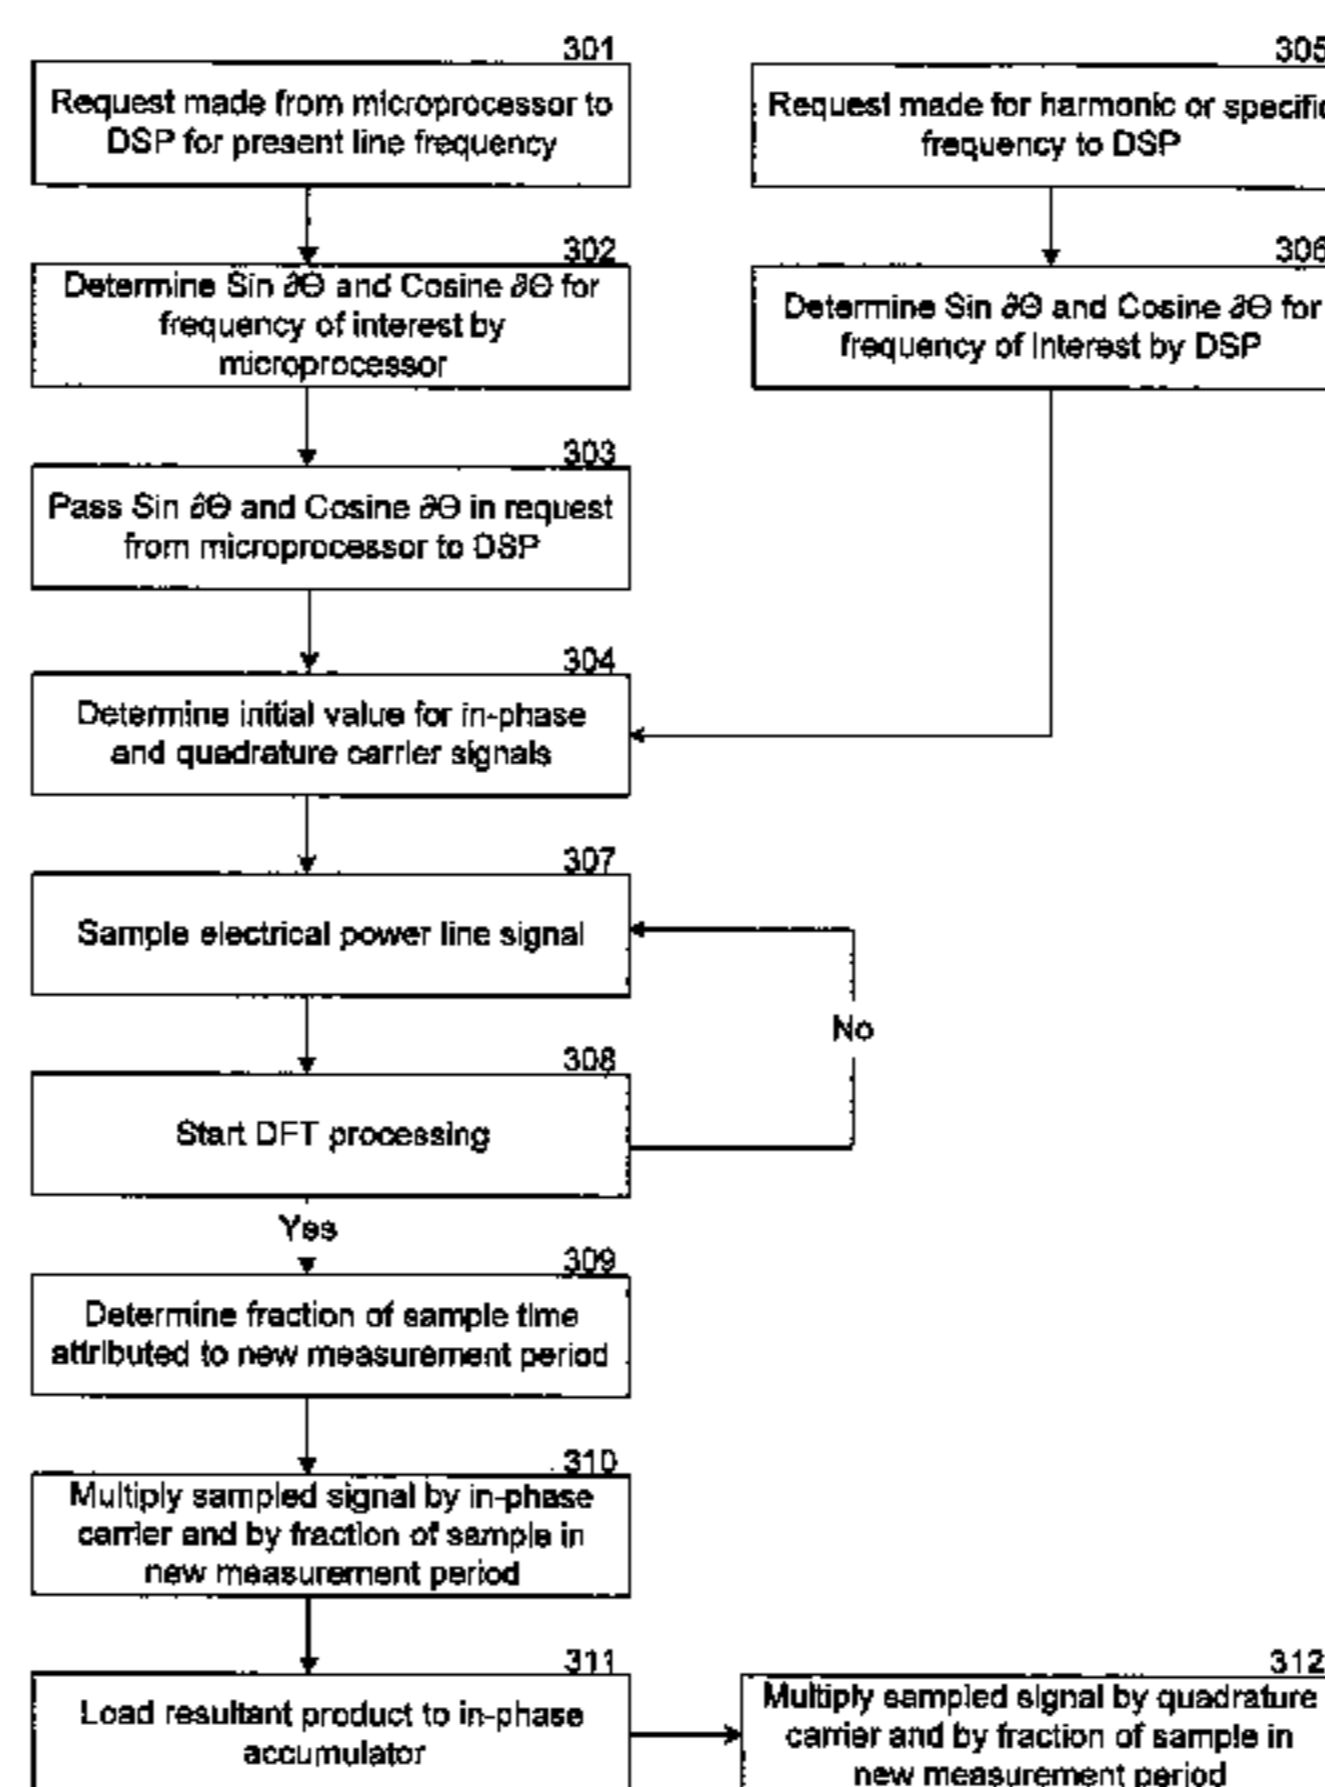 301
Request made from microprocessor to
DSP for present line frequency
302
Determine Sin ∂Θ and Cosine ∂Θ for
frequency of interest by
microprocessor
303
Pass Sin ∂Θ and Cosine ∂Θ in request
from microprocessor to DSP
304
Determine initial value for in-phase
and quadrature carrier signals
305
Request made for harmonic or specific
frequency to DSP
306
Determine Sin ∂Θ and Cosine ∂Θ for
frequency of interest by DSP
307
Sample electrical power line signal
No
308
Start DFT processing
Yes
309
Determine fraction of sample time
attributed to new measurement period
310
Multiply sampled signal by in-phase
carrier and by fraction of sample in
new measurement period
311
Load resultant product to in-phase
accumulator
312
Multiply sampled signal by quadrature
carrier and by fraction of sample in
new measurement period